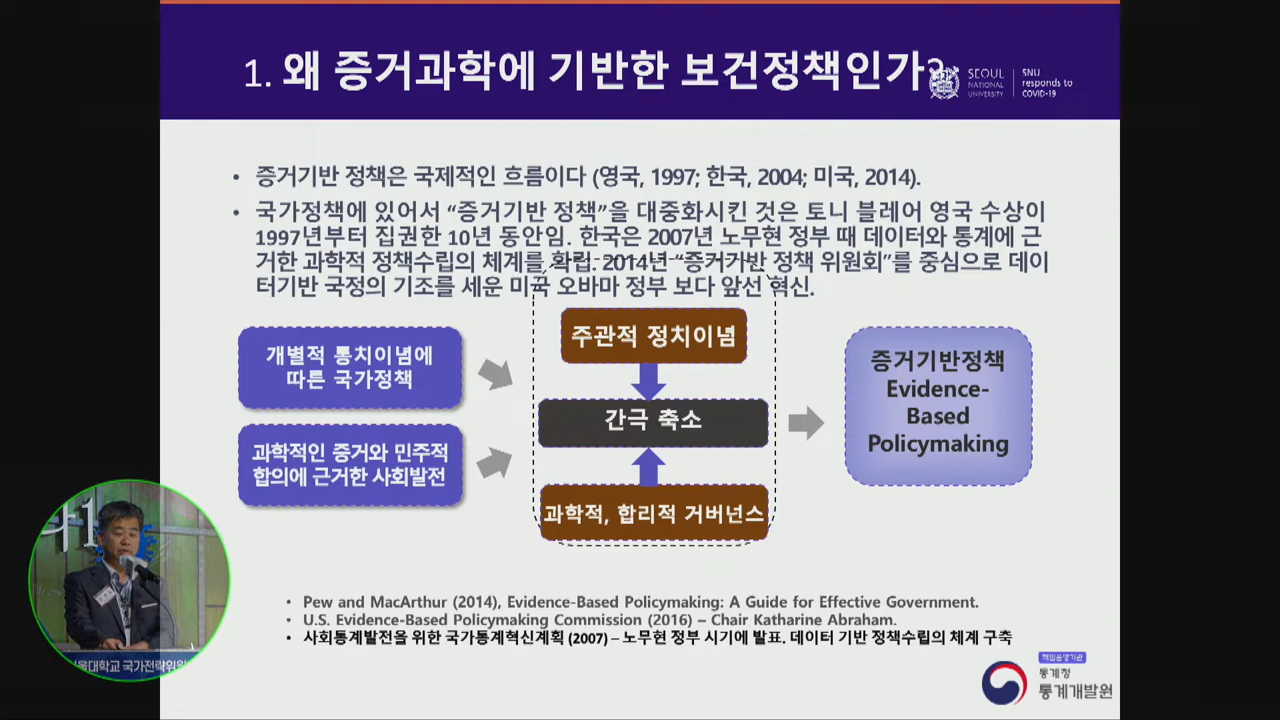 1. 왜 증거과학에 기반한 보건정책인가?
SEOUL
NATIONAL
UNIVERSITY
SNU
responds to
COVID-19
• 증거기반 정책은 국제적인 흐름이다 (영국, 1997; 한국, 2004; 미국, 2014).
• 국가정책에 있어서 “증거기반 정책”을 대중화시킨 것은 토니 블레어 영국 수상이
1997년부터 집권한 10년 동안임. 한국은 2007년 노무현 정부 때 데이터와 통계에 근
거한 과학적 정책수립의 체계를 확립. 2014년 “증거기반 정책 위원회”를 중심으로 데이
터기반 국정의 기조를 세운 미국 오바마 정부 보다 앞선 혁신.
개별적 통치이념에
따른 국가정책
과학적인 증거와 민주적
합의에 근거한 사회발전
주관적 정치이념
간극 축소
과학적, 합리적 거버넌스
증거기반정책
Evidence-
Based
Policymaking
• Pew and MacArthur (2014), Evidence-Based Policymaking: A Guide for Effective Government.
• U.S. Evidence-Based Policymaking Commission (2016) – Chair Katharine Abraham.
• 사회통계발전을 위한 국가통계혁신계획 (2007) – 노무현 정부 시기에 발표. 데이터 기반 정책수립의 체계 구축
책임운영기관
통계청
통계개발원
서울대학교 국가전략위원